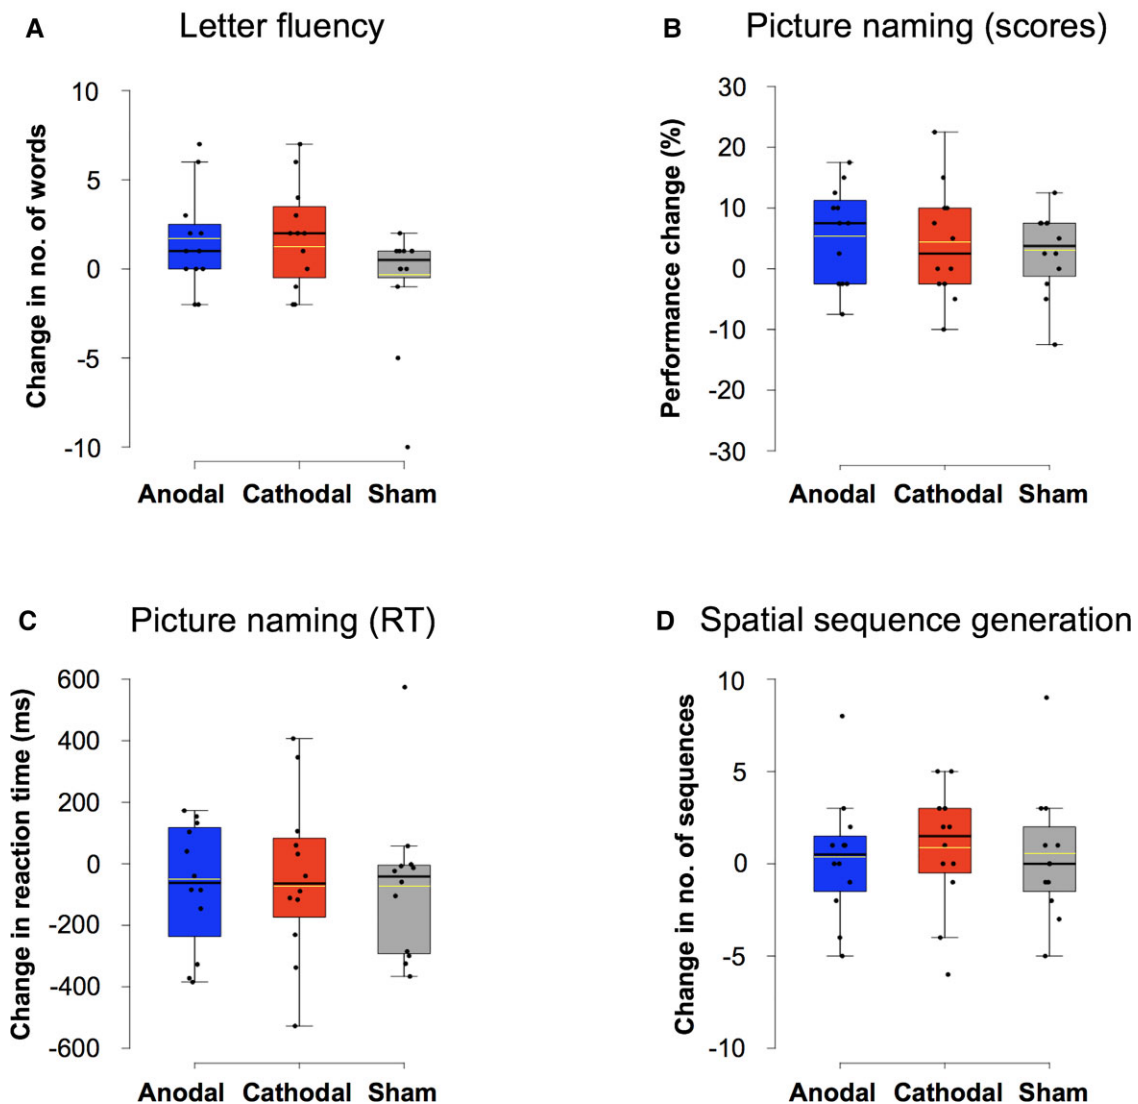 A Letter fluency
Change in no. of words
10
5
0
-5
-10
Anodal Cathodal Sham
B Picture naming (scores)
Performance change (%)
30
20
10
0
-10
-20
-30
Anodal Cathodal Sham
C Picture naming (RT)
Change in reaction time (ms)
600
400
200
0
-200
-400
-600
Anodal Cathodal Sham
D Spatial sequence generation
Change in no. of sequences
10
5
0
-5
-10
Anodal Cathodal Sham